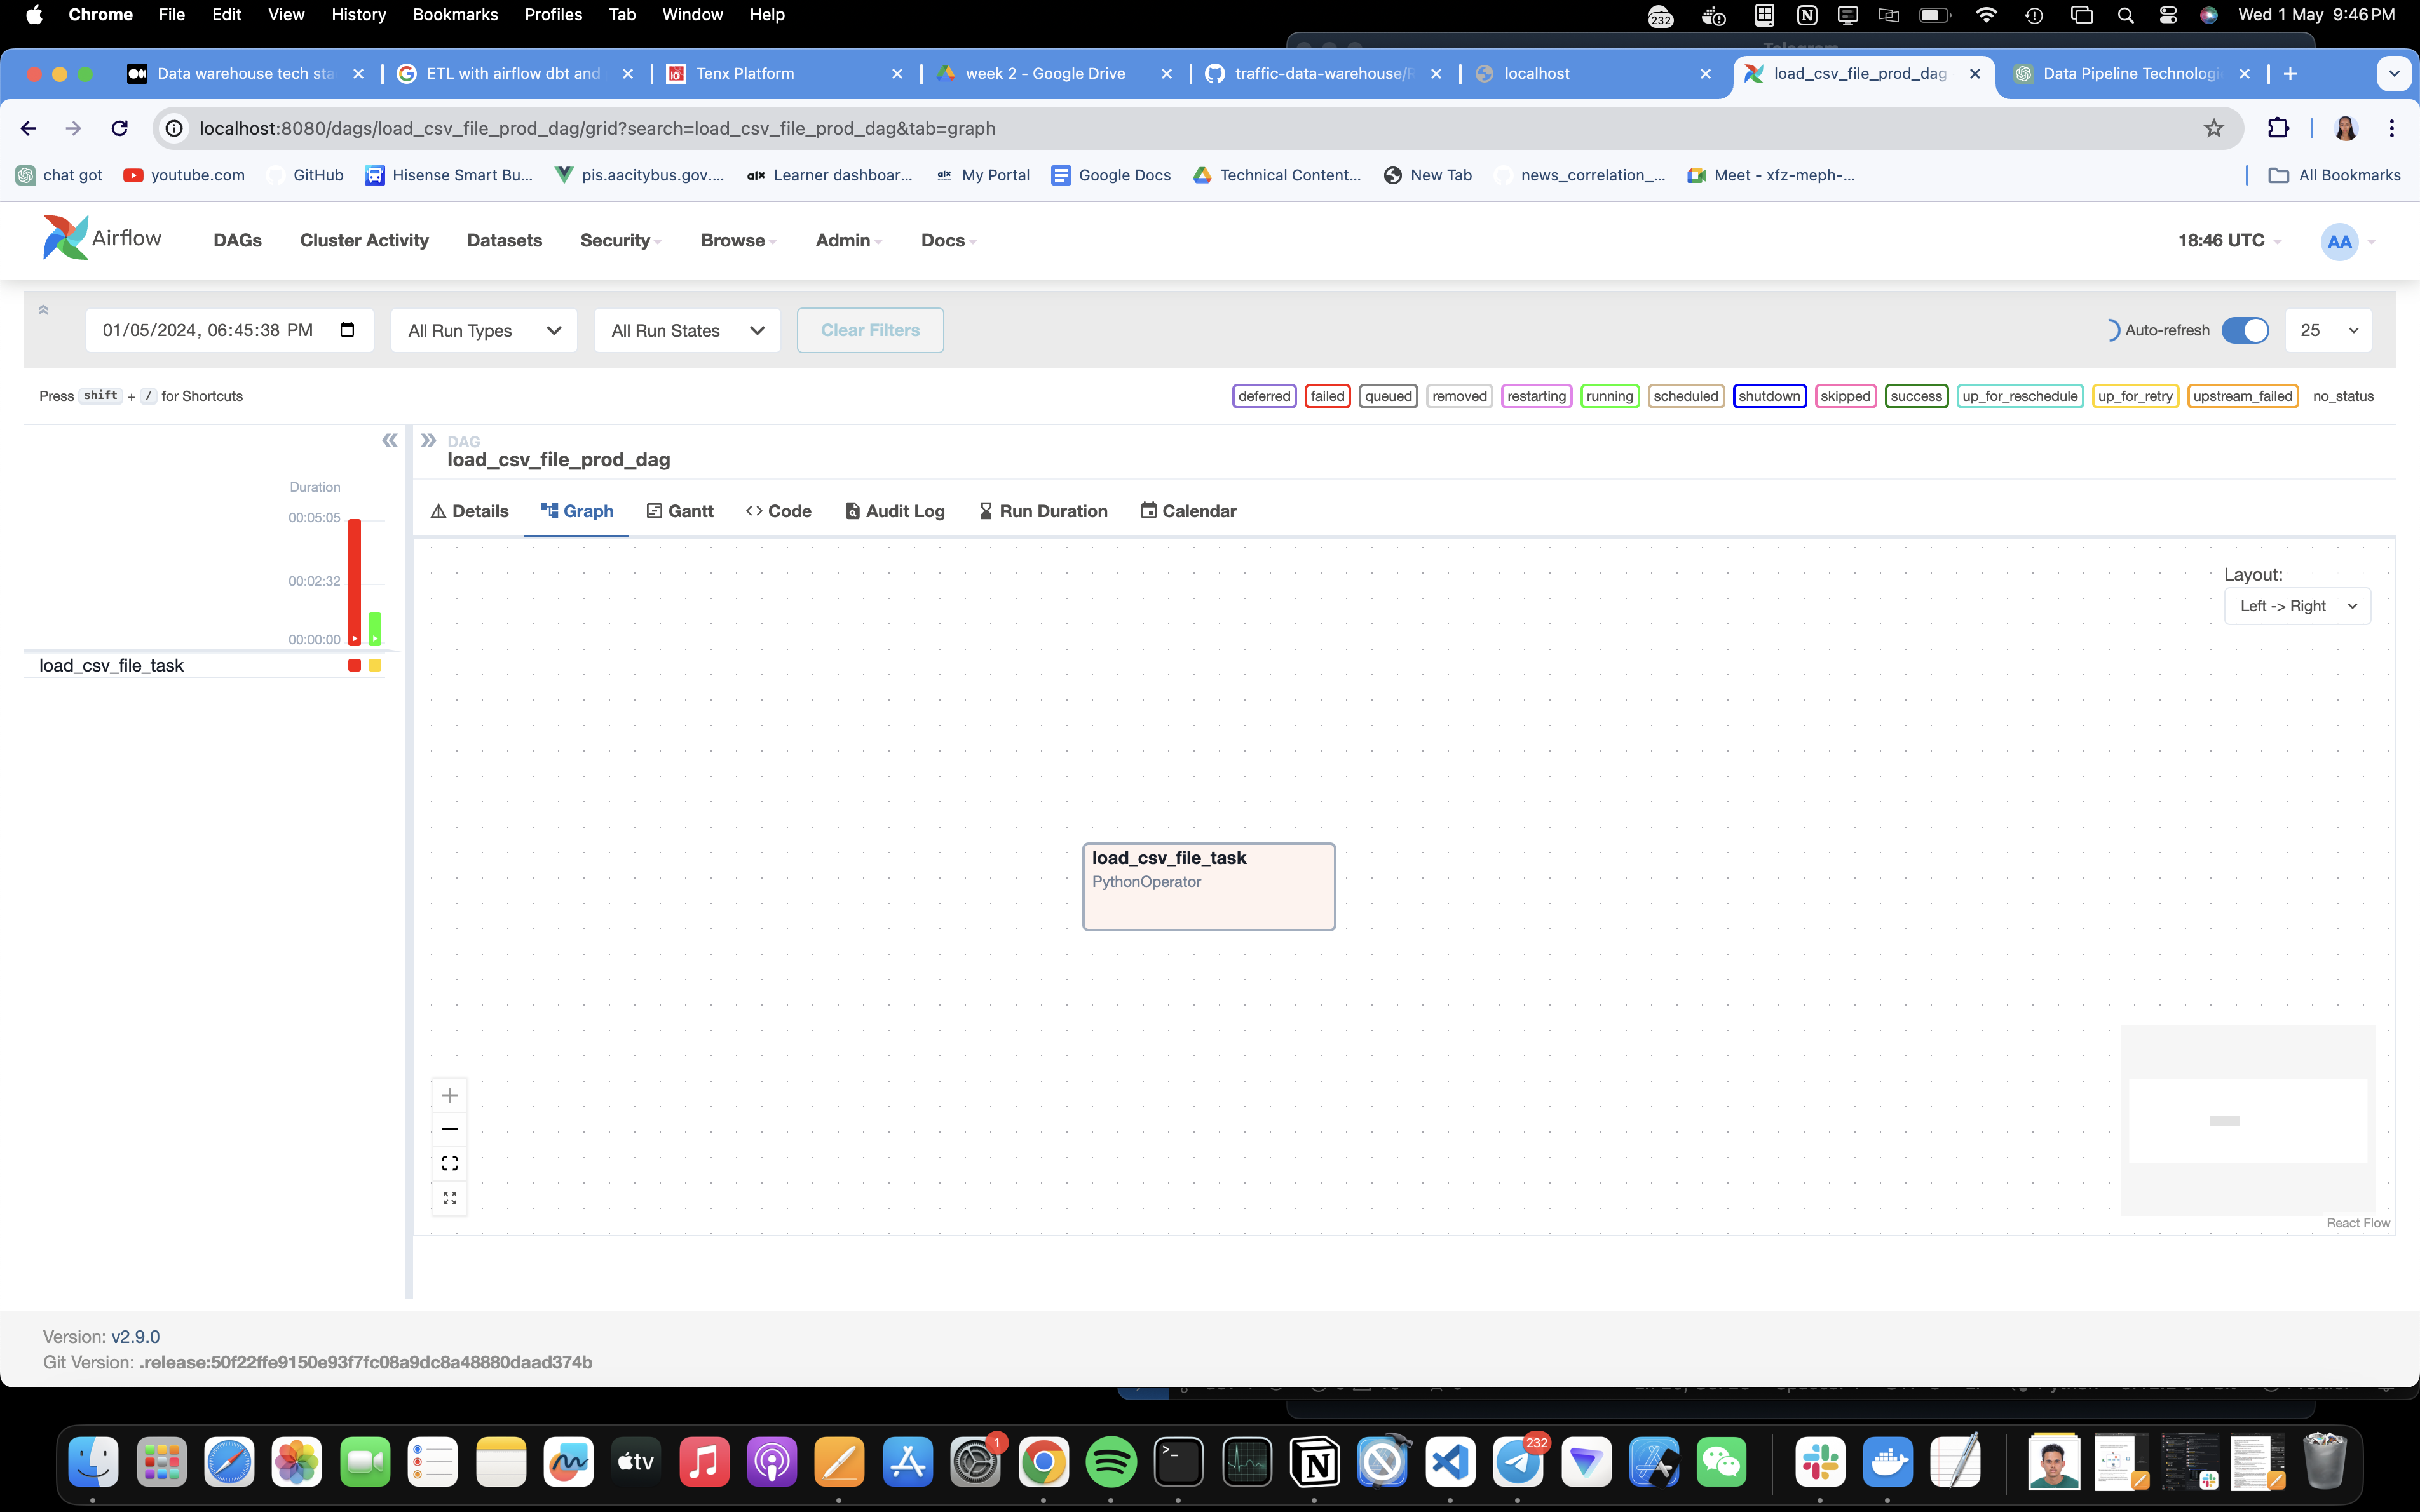 Chrome File Edit View History Bookmarks Profiles Tab Window Help
232
Wed 1 May 9:46 PM
Data warehouse tech sta
ETL with airflow dbt and
Tenx Platform
week 2 - Google Drive
traffic-data-warehouse/
localhost
load_csv_file_prod_dag
Data Pipeline Technologi
localhost:8080/dags/load_csv_file_prod_dag/grid?search=load_csv_file_prod_dag&tab=graph
chat got
youtube.com
GitHub
Hisense Smart Bu...
pis.aacitybus.gov....
alx Learner dashboar...
alx My Portal
Google Docs
Technical Content...
New Tab
news_correlation_...
Meet - xfz-meph-...
All Bookmarks
Airflow
DAGs
Cluster Activity
Datasets
Security
Browse
Admin
Docs
18:46 UTC
AA
01/05/2024, 06:45:38 PM
All Run Types
All Run States
Clear Filters
Auto-refresh
25
Press shift + / for Shortcuts
deferred
failed
queued
removed
restarting
running
scheduled
shutdown
skipped
success
up_for_reschedule
up_for_retry
upstream_failed
no_status
DAG
load_csv_file_prod_dag
Duration
00:05:05
00:02:32
00:00:00
load_csv_file_task
Details
Graph
Gantt
Code
Audit Log
Run Duration
Calendar
Layout:
Left -> Right
load_csv_file_task
PythonOperator
React Flow
Version: v2.9.0
Git Version: .release:50f22ffe9150e93f7fc08a9dc8a48880daad374b
tv
1
232